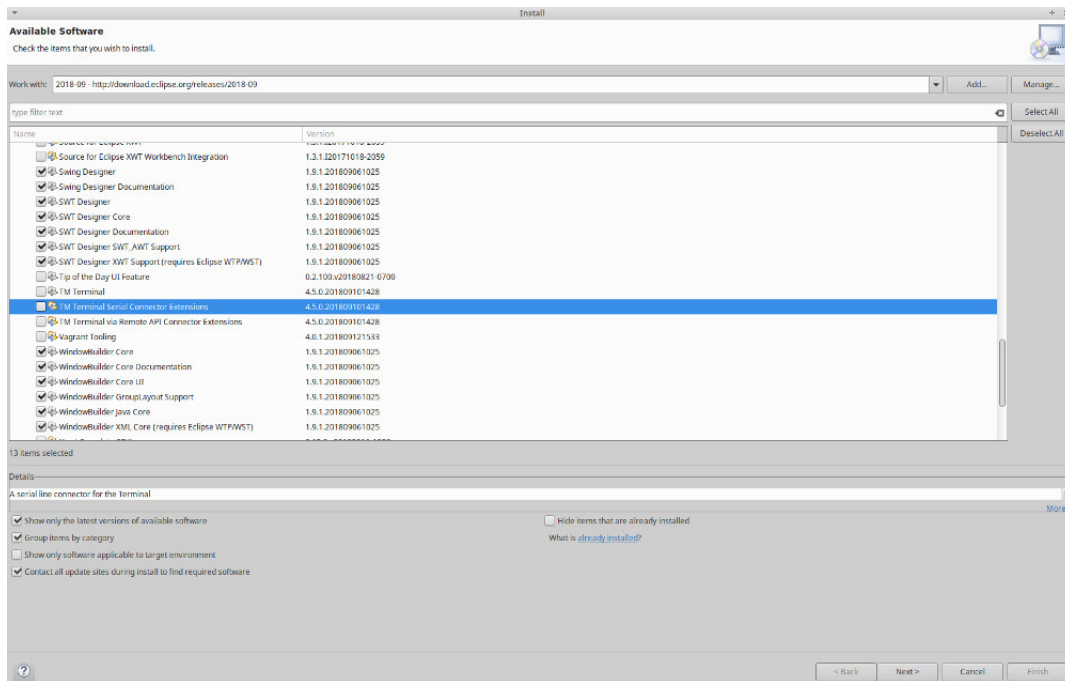 Install
Available Software
Check the items that you wish to install.
Work with: 2018-09 - http://download.eclipse.org/releases/2018-09 Add... Manage...
type filter text Select All
Name Version Deselect All
Source for Eclipse XWT
Source for Eclipse XWT Workbench Integration 1.3.1.I20171018-2059
Swing Designer 1.9.1.201809061025
Swing Designer Documentation 1.9.1.201809061025
SWT Designer 1.9.1.201809061025
SWT Designer Core 1.9.1.201809061025
SWT Designer Documentation 1.9.1.201809061025
SWT Designer SWT_AWT Support 1.9.1.201809061025
SWT Designer XWT Support (requires Eclipse WTP/WST) 1.9.1.201809061025
Tip of the Day UI Feature 0.2.100.v20180821-0700
TM Terminal 4.5.0.201809101428
TM Terminal Serial Connector Extensions 4.5.0.201809101428
TM Terminal via Remote API Connector Extensions 4.5.0.201809101428
Vagrant Tooling 4.0.1.201809121533
WindowBuilder Core 1.9.1.201809061025
WindowBuilder Core Documentation 1.9.1.201809061025
WindowBuilder Core UI 1.9.1.201809061025
WindowBuilder GroupLayout Support 1.9.1.201809061025
WindowBuilder Java Core 1.9.1.201809061025
WindowBuilder XML Core (requires Eclipse WTP/WST) 1.9.1.201809061025
13 items selected
Details
A serial line connector for the Terminal
More
Show only the latest versions of available software Hide items that are already installed
Group items by category What is already installed?
Show only software applicable to target environment
Contact all update sites during install to find required software
? < Back Next > Cancel Finish